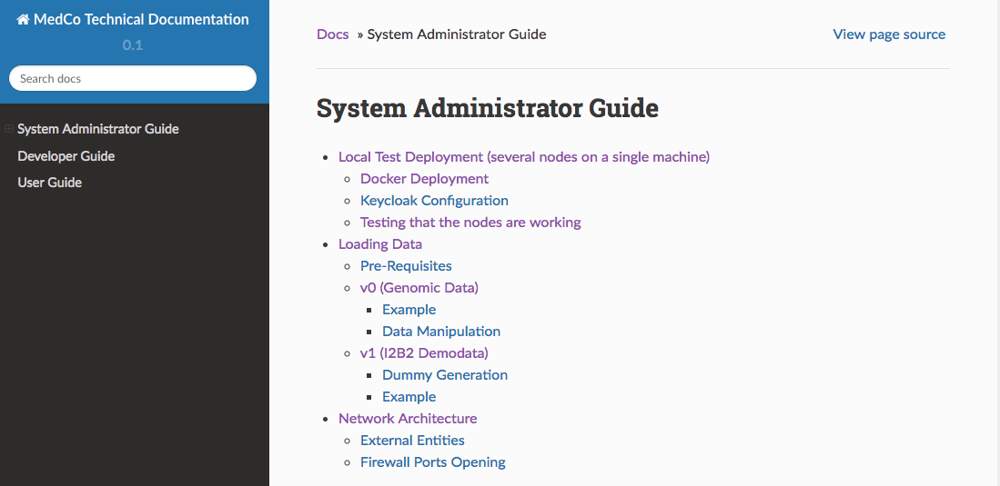 MedCo Technical Documentation
0.1
Search docs
System Administrator Guide
Developer Guide
User Guide
Docs » System Administrator Guide
View page source
System Administrator Guide
Local Test Deployment (several nodes on a single machine)
Docker Deployment
Keycloak Configuration
Testing that the nodes are working
Loading Data
Pre-Requisites
v0 (Genomic Data)
Example
Data Manipulation
v1 (I2B2 Demodata)
Dummy Generation
Example
Network Architecture
External Entities
Firewall Ports Opening